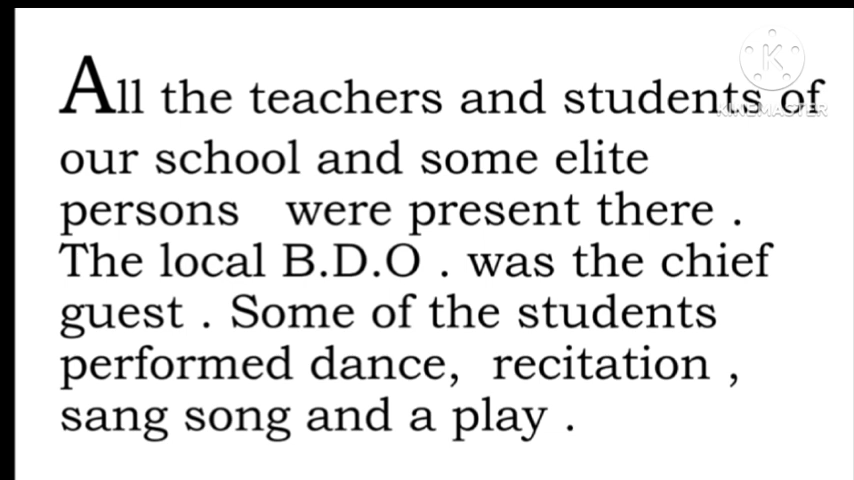 All the teachers and students of
our school and some elite
persons were present there .
The local B.D.O . was the chief
guest . Some of the students
performed dance, recitation ,
sang song and a play .
KINEMASTER